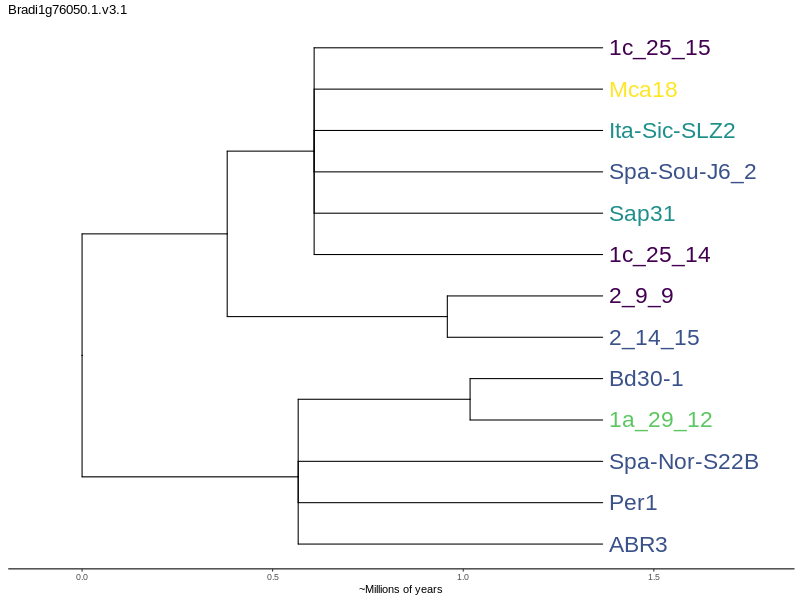 Bradi1g76050.1.v3.1
1c_25_15
Mca18
Ita-Sic-SLZ2
Spa-Sou-J6_2
Sap31
1c_25_14
2_9_9
2_14_15
Bd30-1
1a_29_12
Spa-Nor-S22B
Per1
ABR3
0.0 0.5 1.0 1.5
~Millions of years